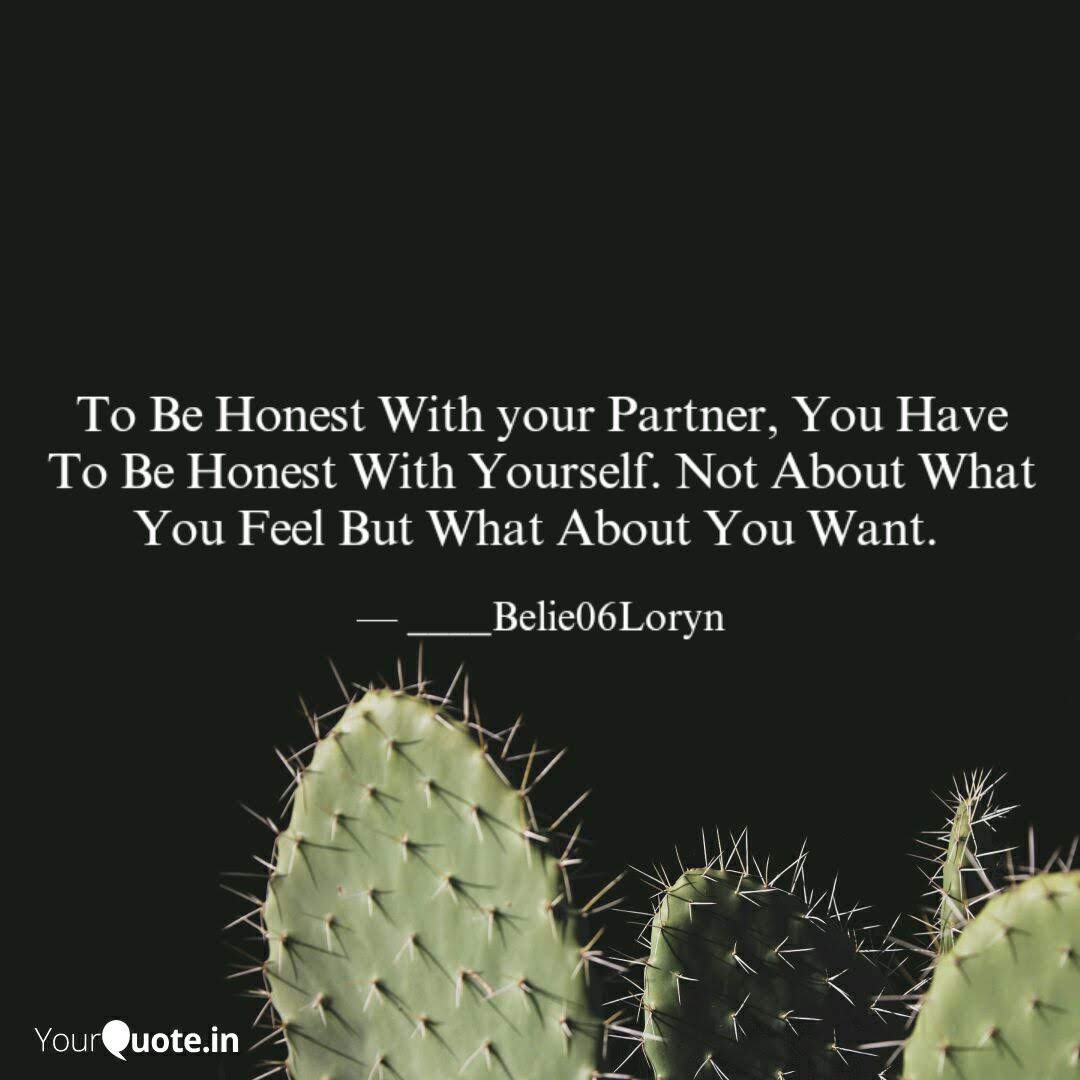 To Be Honest With your Partner, You Have
To Be Honest With Yourself. Not About What
You Feel But What About You Want.
— ____Belie06Loryn
YourQuote.in